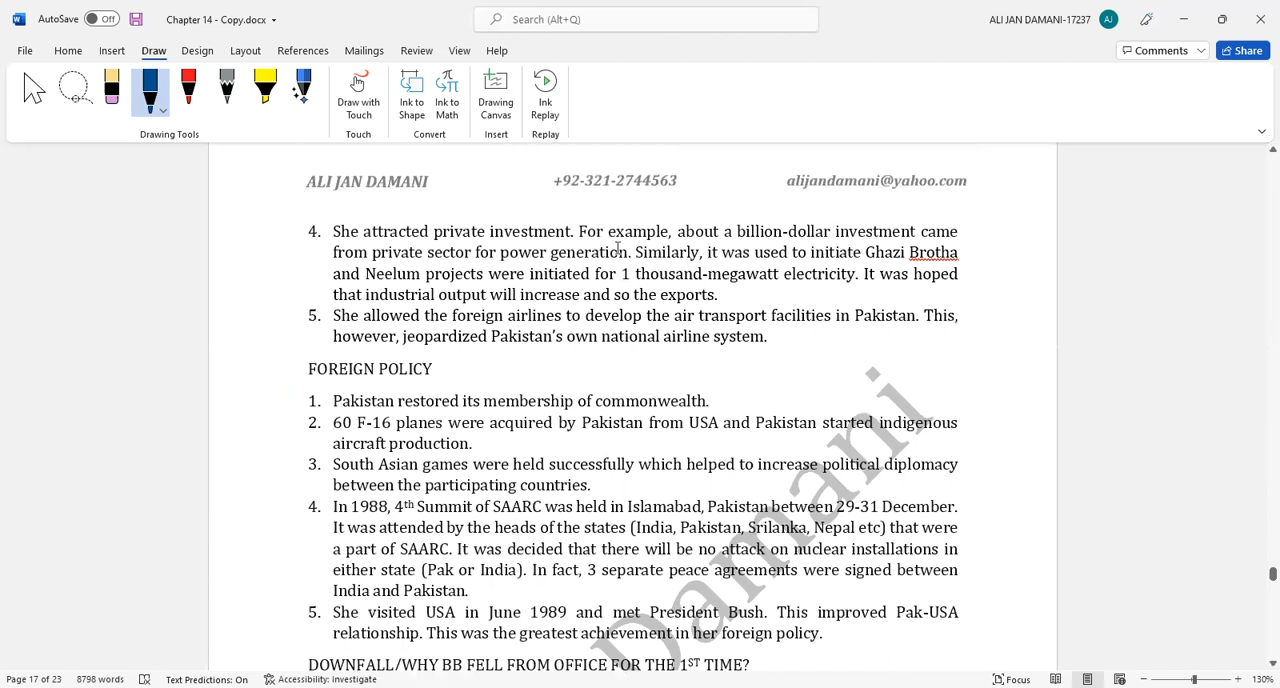 AutoSave Off Chapter 14 - Copy.docx Search (Alt+Q) ALI JAN DAMANI-17237 AJ
File Home Insert Draw Design Layout References Mailings Review View Help Comments Share
Draw with Touch Ink to Shape Ink to Math Drawing Canvas Ink Replay
Drawing Tools Touch Convert Insert Replay
ALI JAN DAMANI +92-321-2744563 alijandamani@yahoo.com
4. She attracted private investment. For example, about a billion-dollar investment came
from private sector for power generation. Similarly, it was used to initiate Ghazi Brotha
and Neelum projects were initiated for 1 thousand-megawatt electricity. It was hoped
that industrial output will increase and so the exports.
5. She allowed the foreign airlines to develop the air transport facilities in Pakistan. This,
however, jeopardized Pakistan's own national airline system.
FOREIGN POLICY
1. Pakistan restored its membership of commonwealth.
2. 60 F-16 planes were acquired by Pakistan from USA and Pakistan started indigenous
aircraft production.
3. South Asian games were held successfully which helped to increase political diplomacy
between the participating countries.
4. In 1988, 4th Summit of SAARC was held in Islamabad, Pakistan between 29-31 December.
It was attended by the heads of the states (India, Pakistan, Srilanka, Nepal etc) that were
a part of SAARC. It was decided that there will be no attack on nuclear installations in
either state (Pak or India). In fact, 3 separate peace agreements were signed between
India and Pakistan.
5. She visited USA in June 1989 and met President Bush. This improved Pak-USA
relationship. This was the greatest achievement in her foreign policy.
DOWNFALL/WHY BB FELL FROM OFFICE FOR THE 1ST TIME?
Damani
Page 17 of 23 8798 words Text Predictions: On Accessibility: Investigate Focus 130%